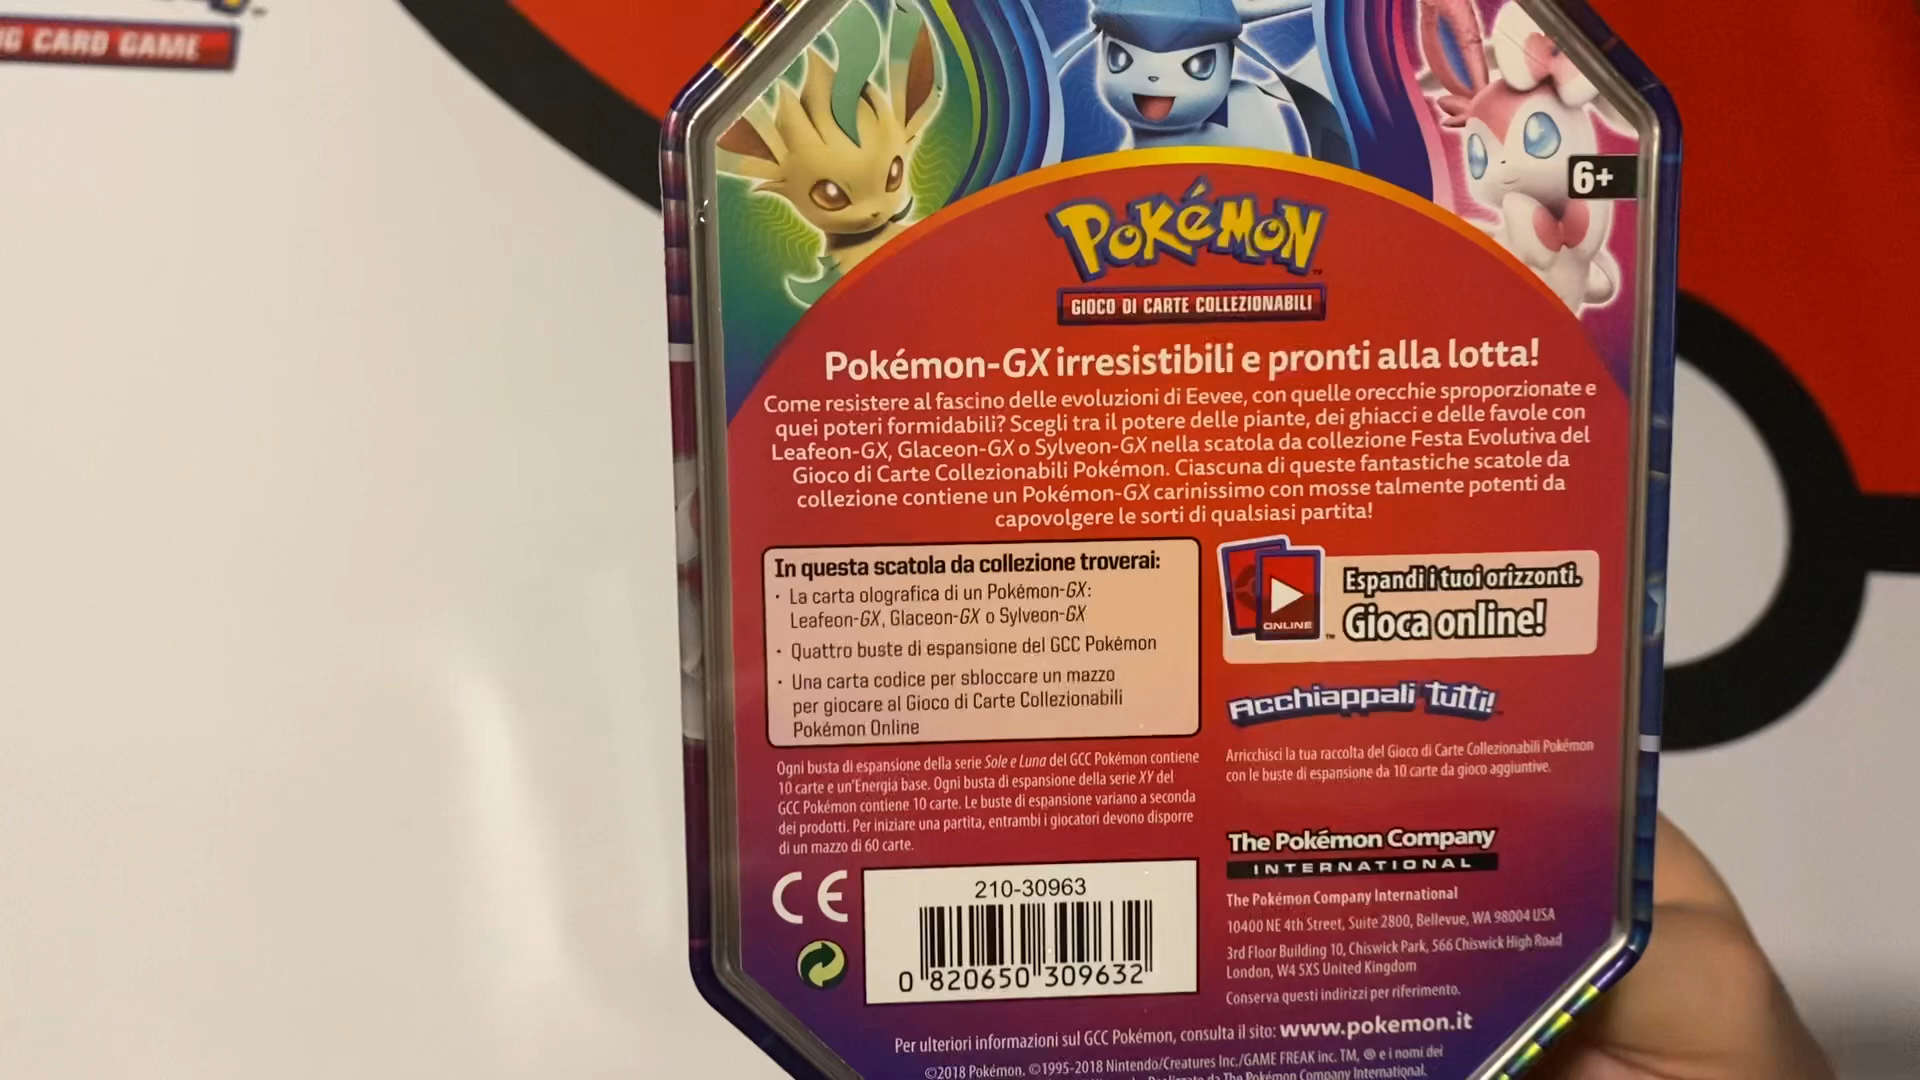 G CARD GAME
6+
POKéMON
GIOCO DI CARTE COLLEZIONABILI
Pokémon-GX irresistibili e pronti alla lotta!
Come resistere al fascino delle evoluzioni di Eevee, con quelle orecchie sproporzionate e
quei poteri formidabili? Scegli tra il potere delle piante, dei ghiacci e delle favole con
Leafeon-GX, Glaceon-GX o Sylveon-GX nella scatola da collezione Festa Evolutiva del
Gioco di Carte Collezionabili Pokémon. Ciascuna di queste fantastiche scatole da
collezione contiene un Pokémon-GX carinissimo con mosse talmente potenti da
capovolgere le sorti di qualsiasi partita!
In questa scatola da collezione troverai:
· La carta olografica di un Pokémon-GX:
Leafeon-GX, Glaceon-GX o Sylveon-GX
· Quattro buste di espansione del GCC Pokémon
· Una carta codice per sbloccare un mazzo
per giocare al Gioco di Carte Collezionabili
Pokémon Online
Ogni busta di espansione della serie Sole e Luna del GCC Pokémon contiene
10 carte e un'Energia base. Ogni busta di espansione della serie XY del
GCC Pokémon contiene 10 carte. Le buste di espansione variano a seconda
dei prodotti. Per iniziare una partita, entrambi i giocatori devono disporre
di un mazzo di 60 carte.
CE
210-30963
0 820650 309632
ONLINE ™
Espandi i tuoi orizzonti.
Gioca online!
Acchiappali tutti!
Arricchisci la tua raccolta del Gioco di Carte Collezionabili Pokémon
con le buste di espansione da 10 carte da gioco aggiuntive.
The Pokémon Company
INTERNATIONAL
The Pokémon Company International
10400 NE 4th Street, Suite 2800, Bellevue, WA 98004 USA
3rd Floor Building 10, Chiswick Park, 566 Chiswick High Road
London, W4 5XS United Kingdom
Conserva questi indirizzi per riferimento.
Per ulteriori informazioni sul GCC Pokémon, consulta il sito: www.pokemon.it
©2018 Pokémon. ©1995-2018 Nintendo/Creatures Inc./GAME FREAK inc. TM, ® e i nomi dei
da The Pokémon Company International.